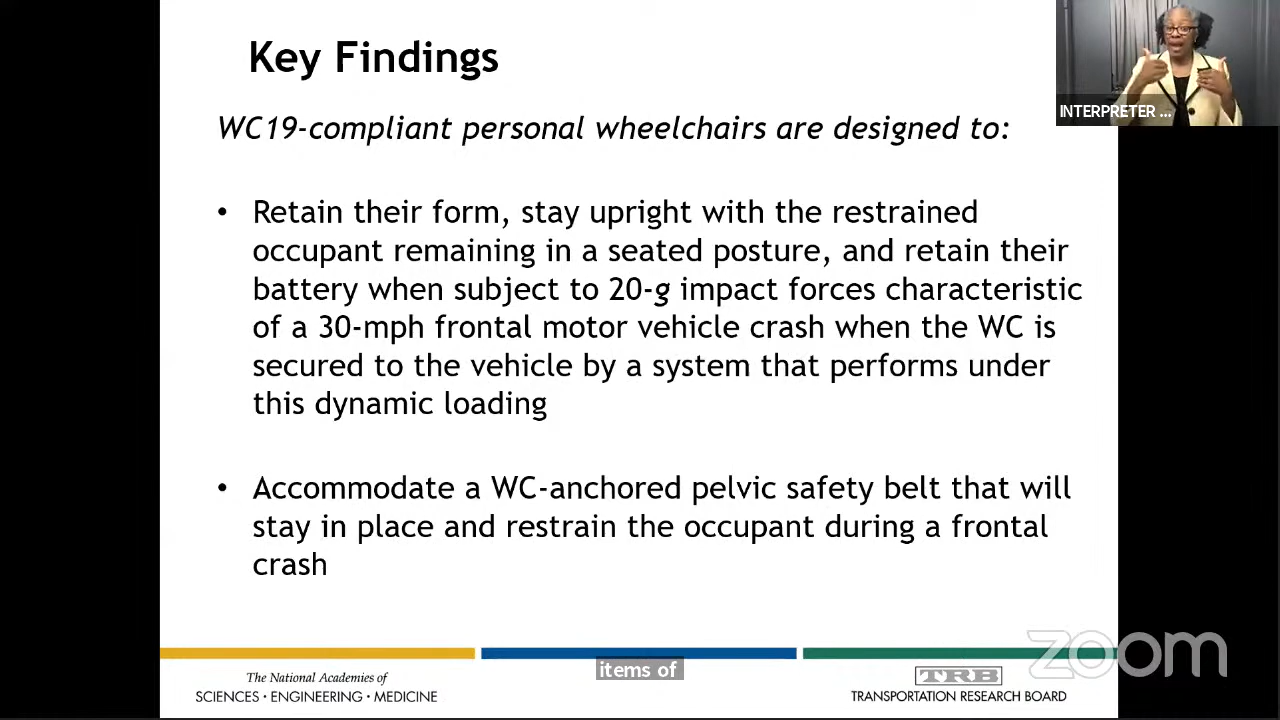 Key Findings
INTERPRETER ...
WC19-compliant personal wheelchairs are designed to:
• Retain their form, stay upright with the restrained
occupant remaining in a seated posture, and retain their
battery when subject to 20-g impact forces characteristic
of a 30-mph frontal motor vehicle crash when the WC is
secured to the vehicle by a system that performs under
this dynamic loading
• Accommodate a WC-anchored pelvic safety belt that will
stay in place and restrain the occupant during a frontal
crash
zoom
items of
The National Academies of
SCIENCES • ENGINEERING • MEDICINE
TRB
TRANSPORTATION RESEARCH BOARD